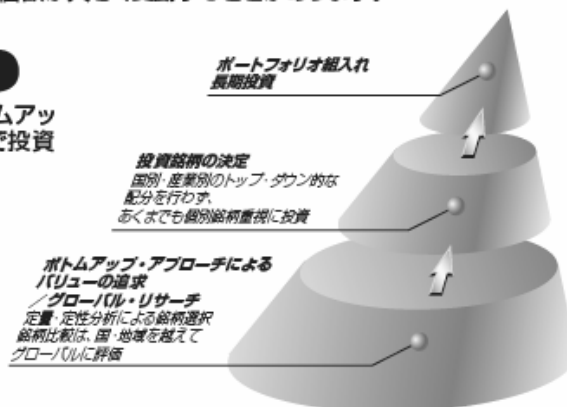 ムアッ
で投資
ポートフォリオ組入れ
長期投資
投資銘柄の決定
国別・産業別のトップ・ダウン的な
配分を行わず、
あくまでも個別銘柄重視に投資
ボトムアップ・アプローチによる
バリューの追求
／グローバル・リサーチ
定量・定性分析による銘柄選択
銘柄比較は、国・地域を越えて
グローバルに評価